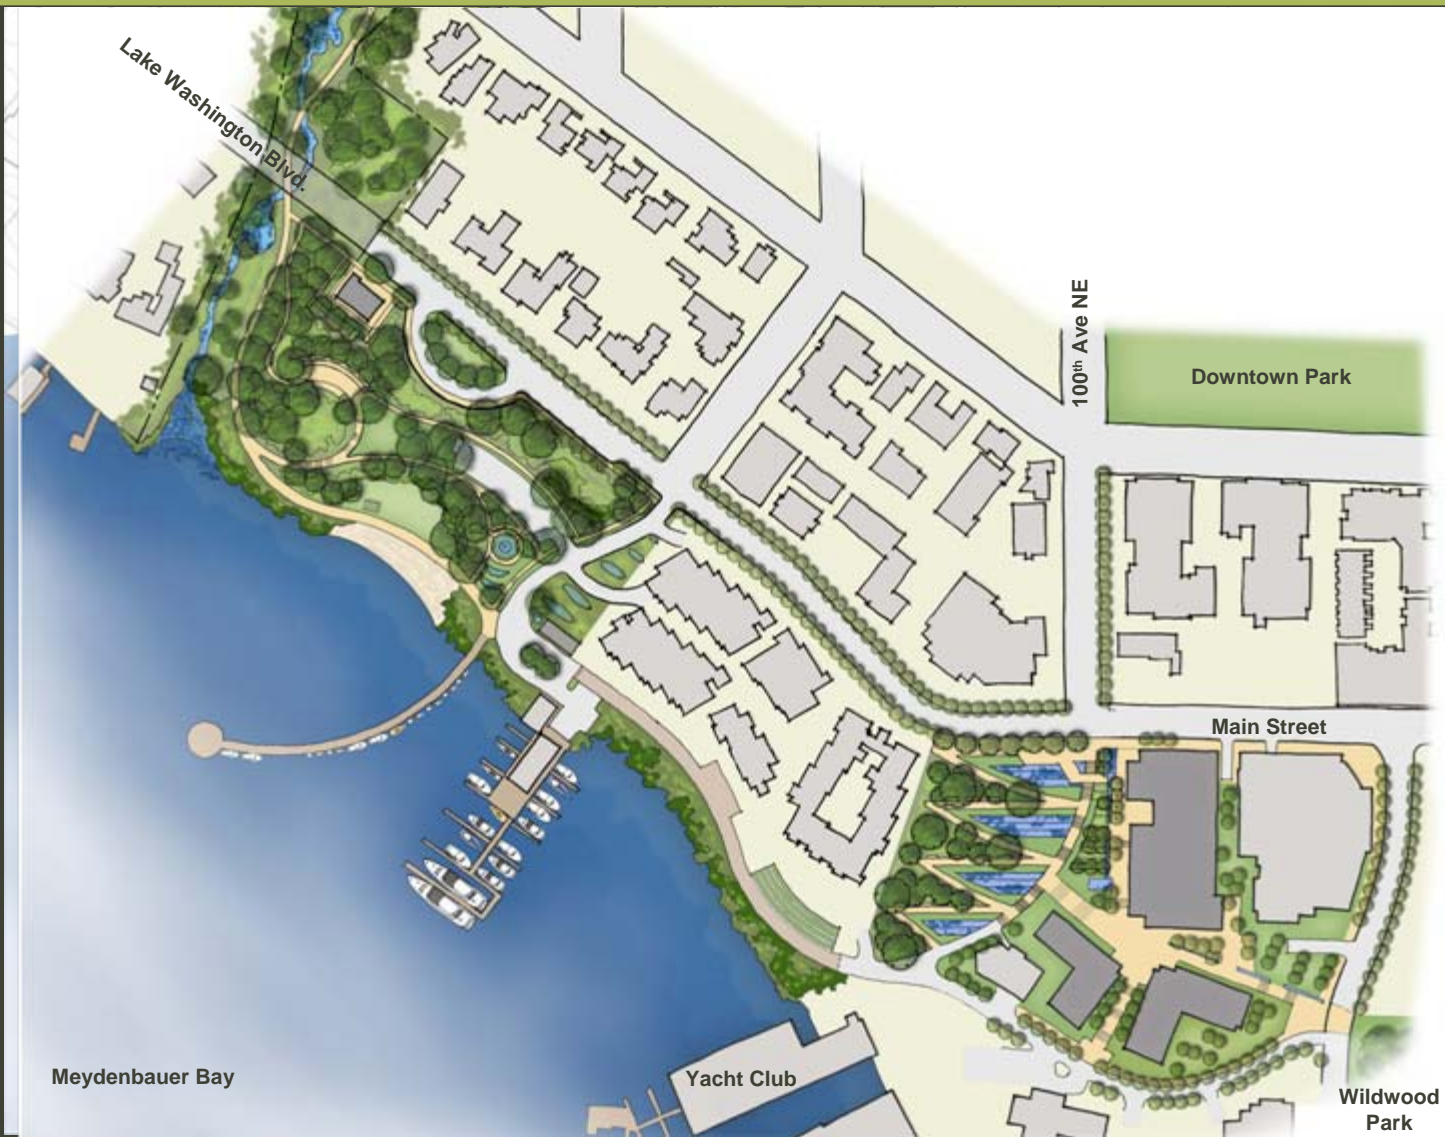 Lake Washington Blvd.
100th Ave NE
Downtown Park
Main Street
Meydenbauer Bay
Yacht Club
Wildwood
Park